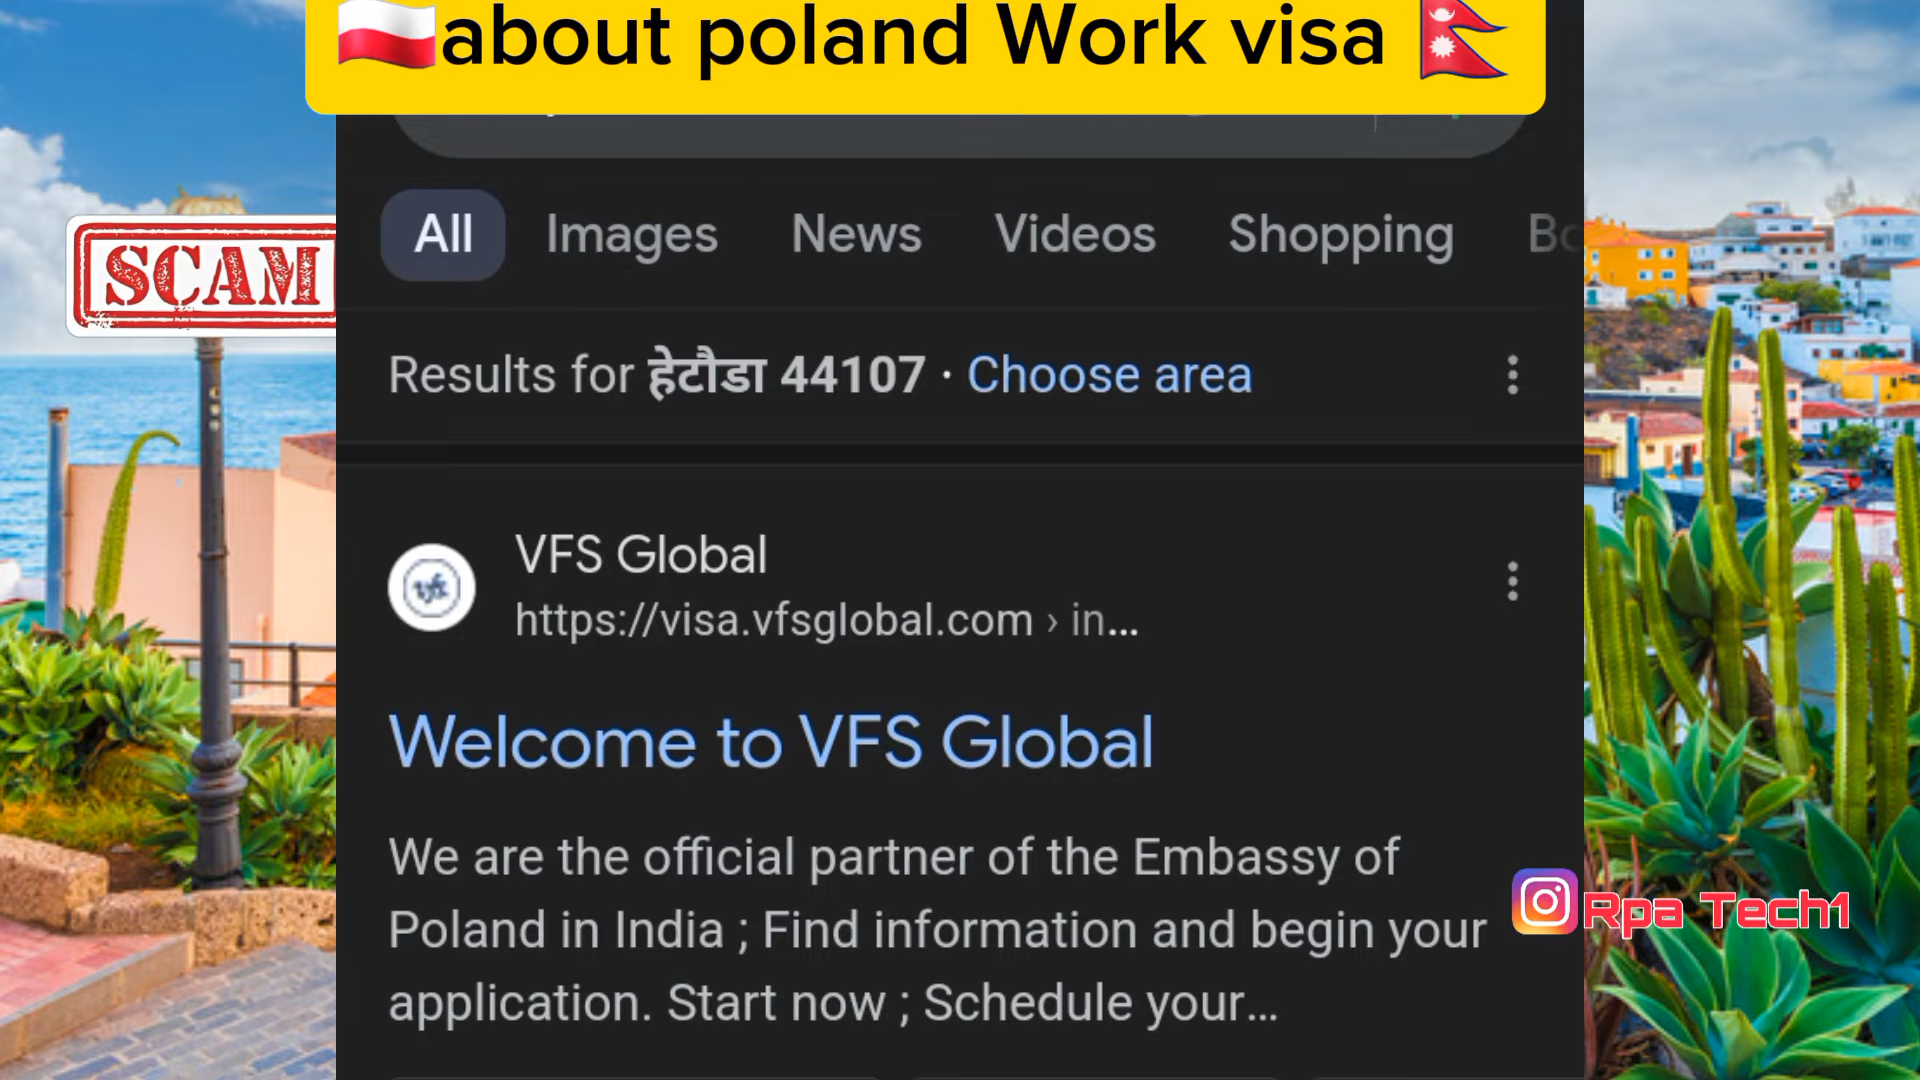 about poland Work visa
SCAM
All Images News Videos Shopping
Results for हेटौडा 44107 · Choose area
VFS Global
https://visa.vfsglobal.com › in...
Welcome to VFS Global
We are the official partner of the Embassy of
Poland in India ; Find information and begin your
application. Start now ; Schedule your...
Rpa Tech1